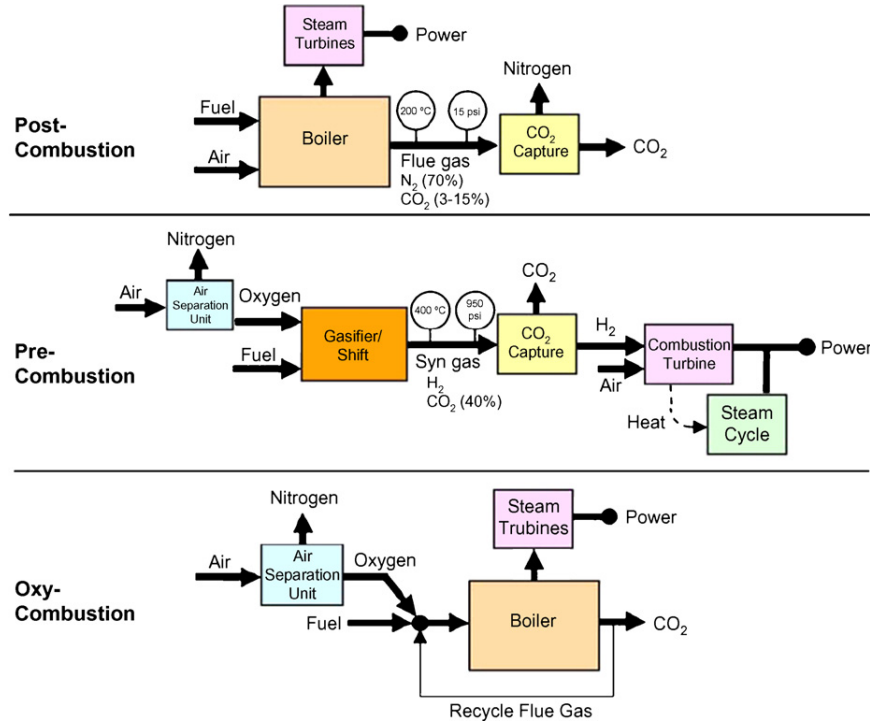 Steam
Turbines
Power
Nitrogen
Post-
Combustion
Fuel
Air
Boiler
200 ºC
15 psi
Flue gas
N₂ (70%)
CO₂ (3-15%)
CO₂
Capture
CO₂
Nitrogen
Air
Air
Separation
Unit
Oxygen
Pre-
Combustion
Fuel
Gasifier/
Shift
400 ºC
950
psi
Syn gas
H₂
CO₂ (40%)
CO₂
CO₂
Capture
H₂
Air
Combustion
Turbine
Power
Heat
Steam
Cycle
Nitrogen
Oxy-
Combustion
Air
Air
Separation
Unit
Oxygen
Fuel
Steam
Trubines
Power
Boiler
CO₂
Recycle Flue Gas